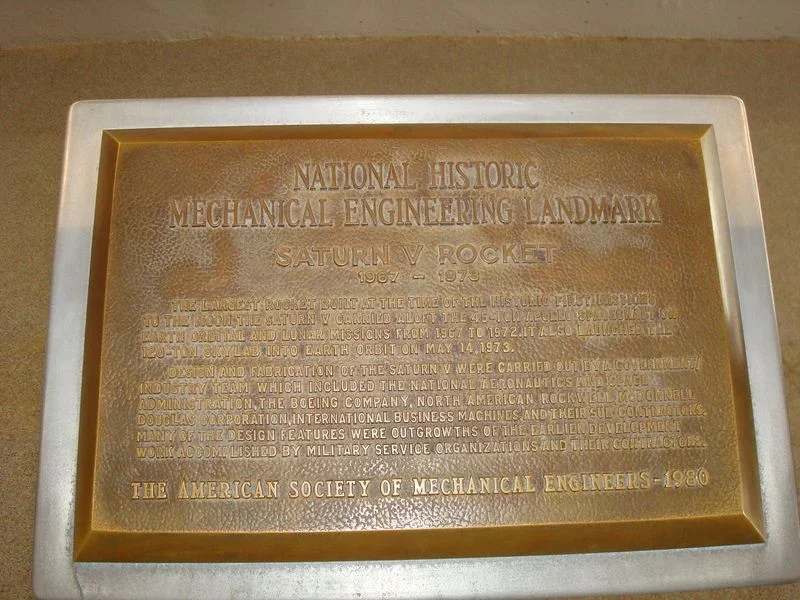 NATIONAL HISTORIC
MECHANICAL ENGINEERING LANDMARK
SATURN V ROCKET
1967 – 1973
THE LARGEST ROCKET BUILT AT THE TIME OF THE HISTORIC FIRST MISSIONS
TO THE MOON, THE SATURN V CARRIED ALOFT THE 45-TON APOLLO SPACECRAFT ON
EARTH ORBITAL AND LUNAR MISSIONS FROM 1967 TO 1972. IT ALSO LAUNCHED THE
120-TON SKYLAB INTO EARTH ORBIT ON MAY 14, 1973.
DESIGN AND FABRICATION OF THE SATURN V WERE CARRIED OUT BY A GOVERNMENT/
INDUSTRY TEAM WHICH INCLUDED THE NATIONAL AERONAUTICS AND SPACE
ADMINISTRATION, THE BOEING COMPANY, NORTH AMERICAN ROCKWELL, MCDONNELL
DOUGLAS CORPORATION, INTERNATIONAL BUSINESS MACHINES, AND THEIR SUB-CONTRACTORS.
MANY OF THE DESIGN FEATURES WERE OUTGROWTHS OF THE EARLIER DEVELOPMENT
WORK ACCOMPLISHED BY MILITARY SERVICE ORGANIZATIONS AND THEIR CONTRACTORS.
THE AMERICAN SOCIETY OF MECHANICAL ENGINEERS – 1980